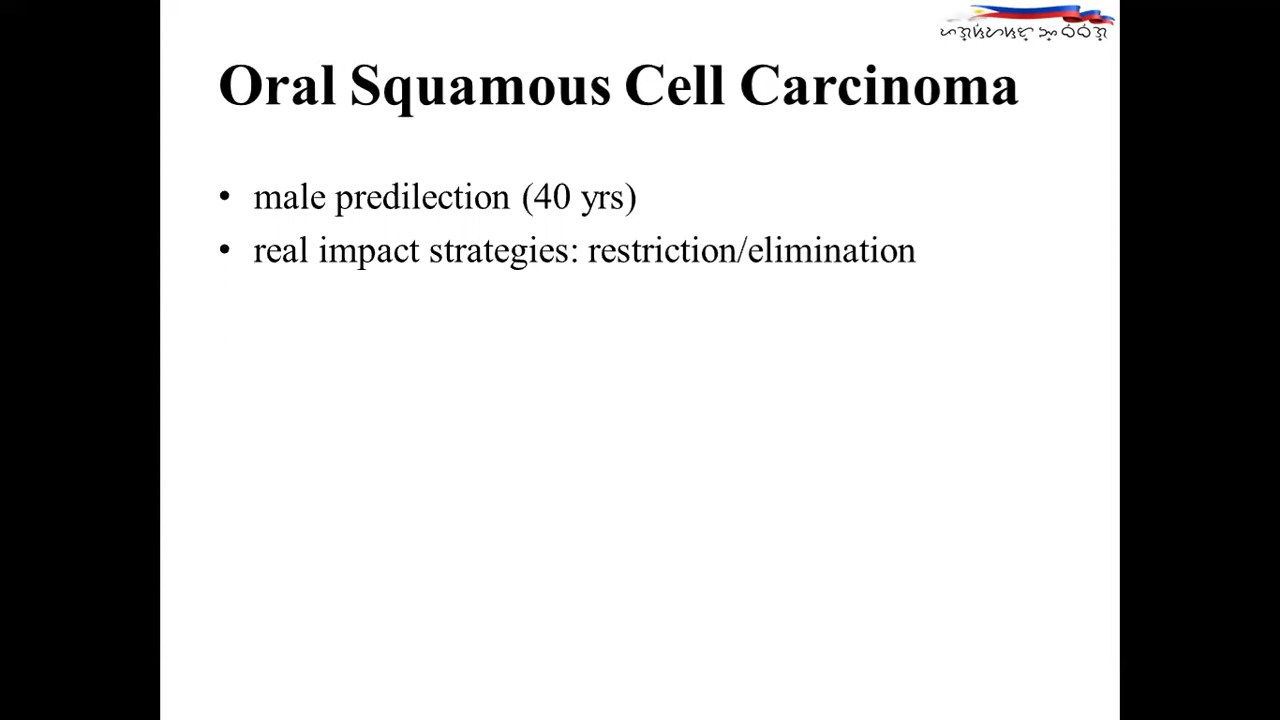 Oral Squamous Cell Carcinoma
• male predilection (40 yrs)
• real impact strategies: restriction/elimination